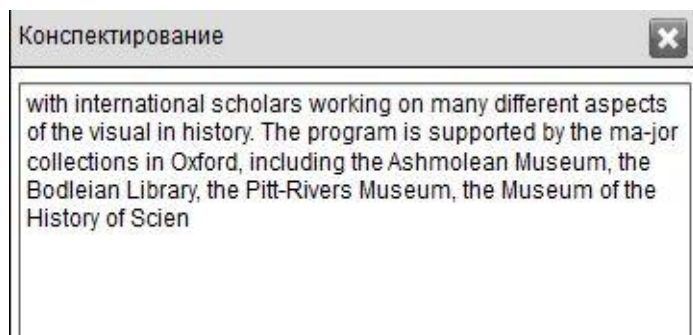 Конспектирование
with international scholars working on many different aspects
of the visual in history. The program is supported by the ma-jor
collections in Oxford, including the Ashmolean Museum, the
Bodleian Library, the Pitt-Rivers Museum, the Museum of the
History of Scien